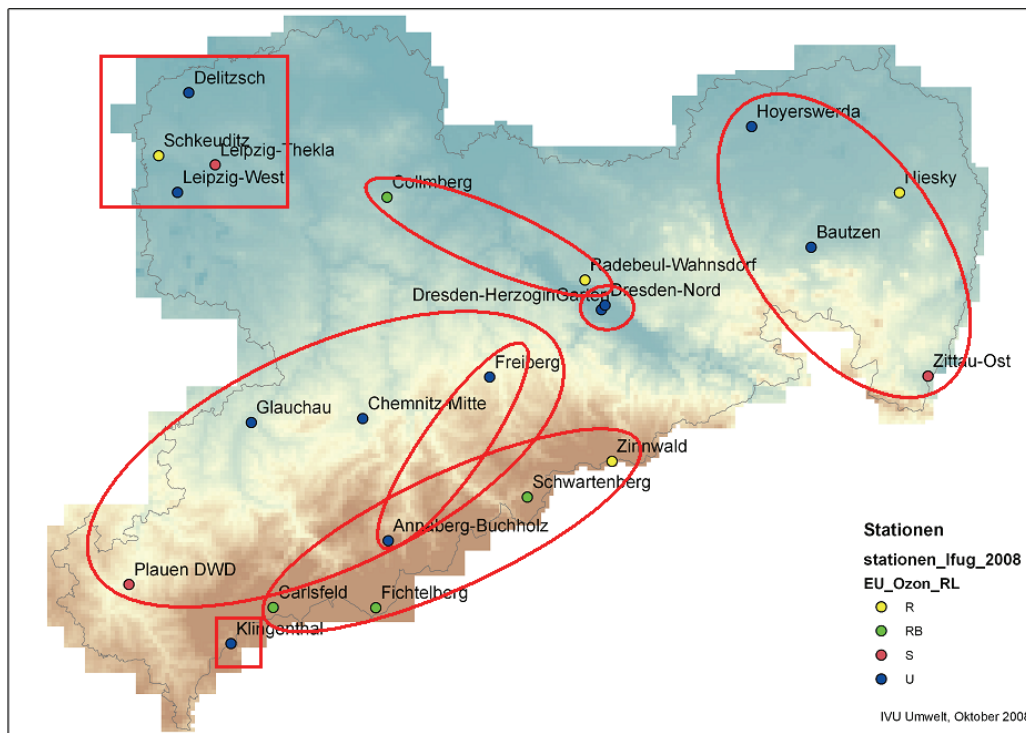 Delitzsch
Schkeuditz
Leipzig-Thekla
Leipzig-West
Collmberg
Hoyerswerda
Niesky
Bautzen
Radebeul-Wahnsdorf
Dresden-HerzoginGarten
Dresden-Nord
Zittau-Ost
Freiberg
Glauchau
Chemnitz-Mitte
Zinnwald
Schwartenberg
Annaberg-Buchholz
Plauen DWD
Carlsfeld
Fichtelberg
Klingenthal
Stationen
stationen_lfug_2008
EU_Ozon_RL
R
RB
S
U
IVU Umwelt, Oktober 2008